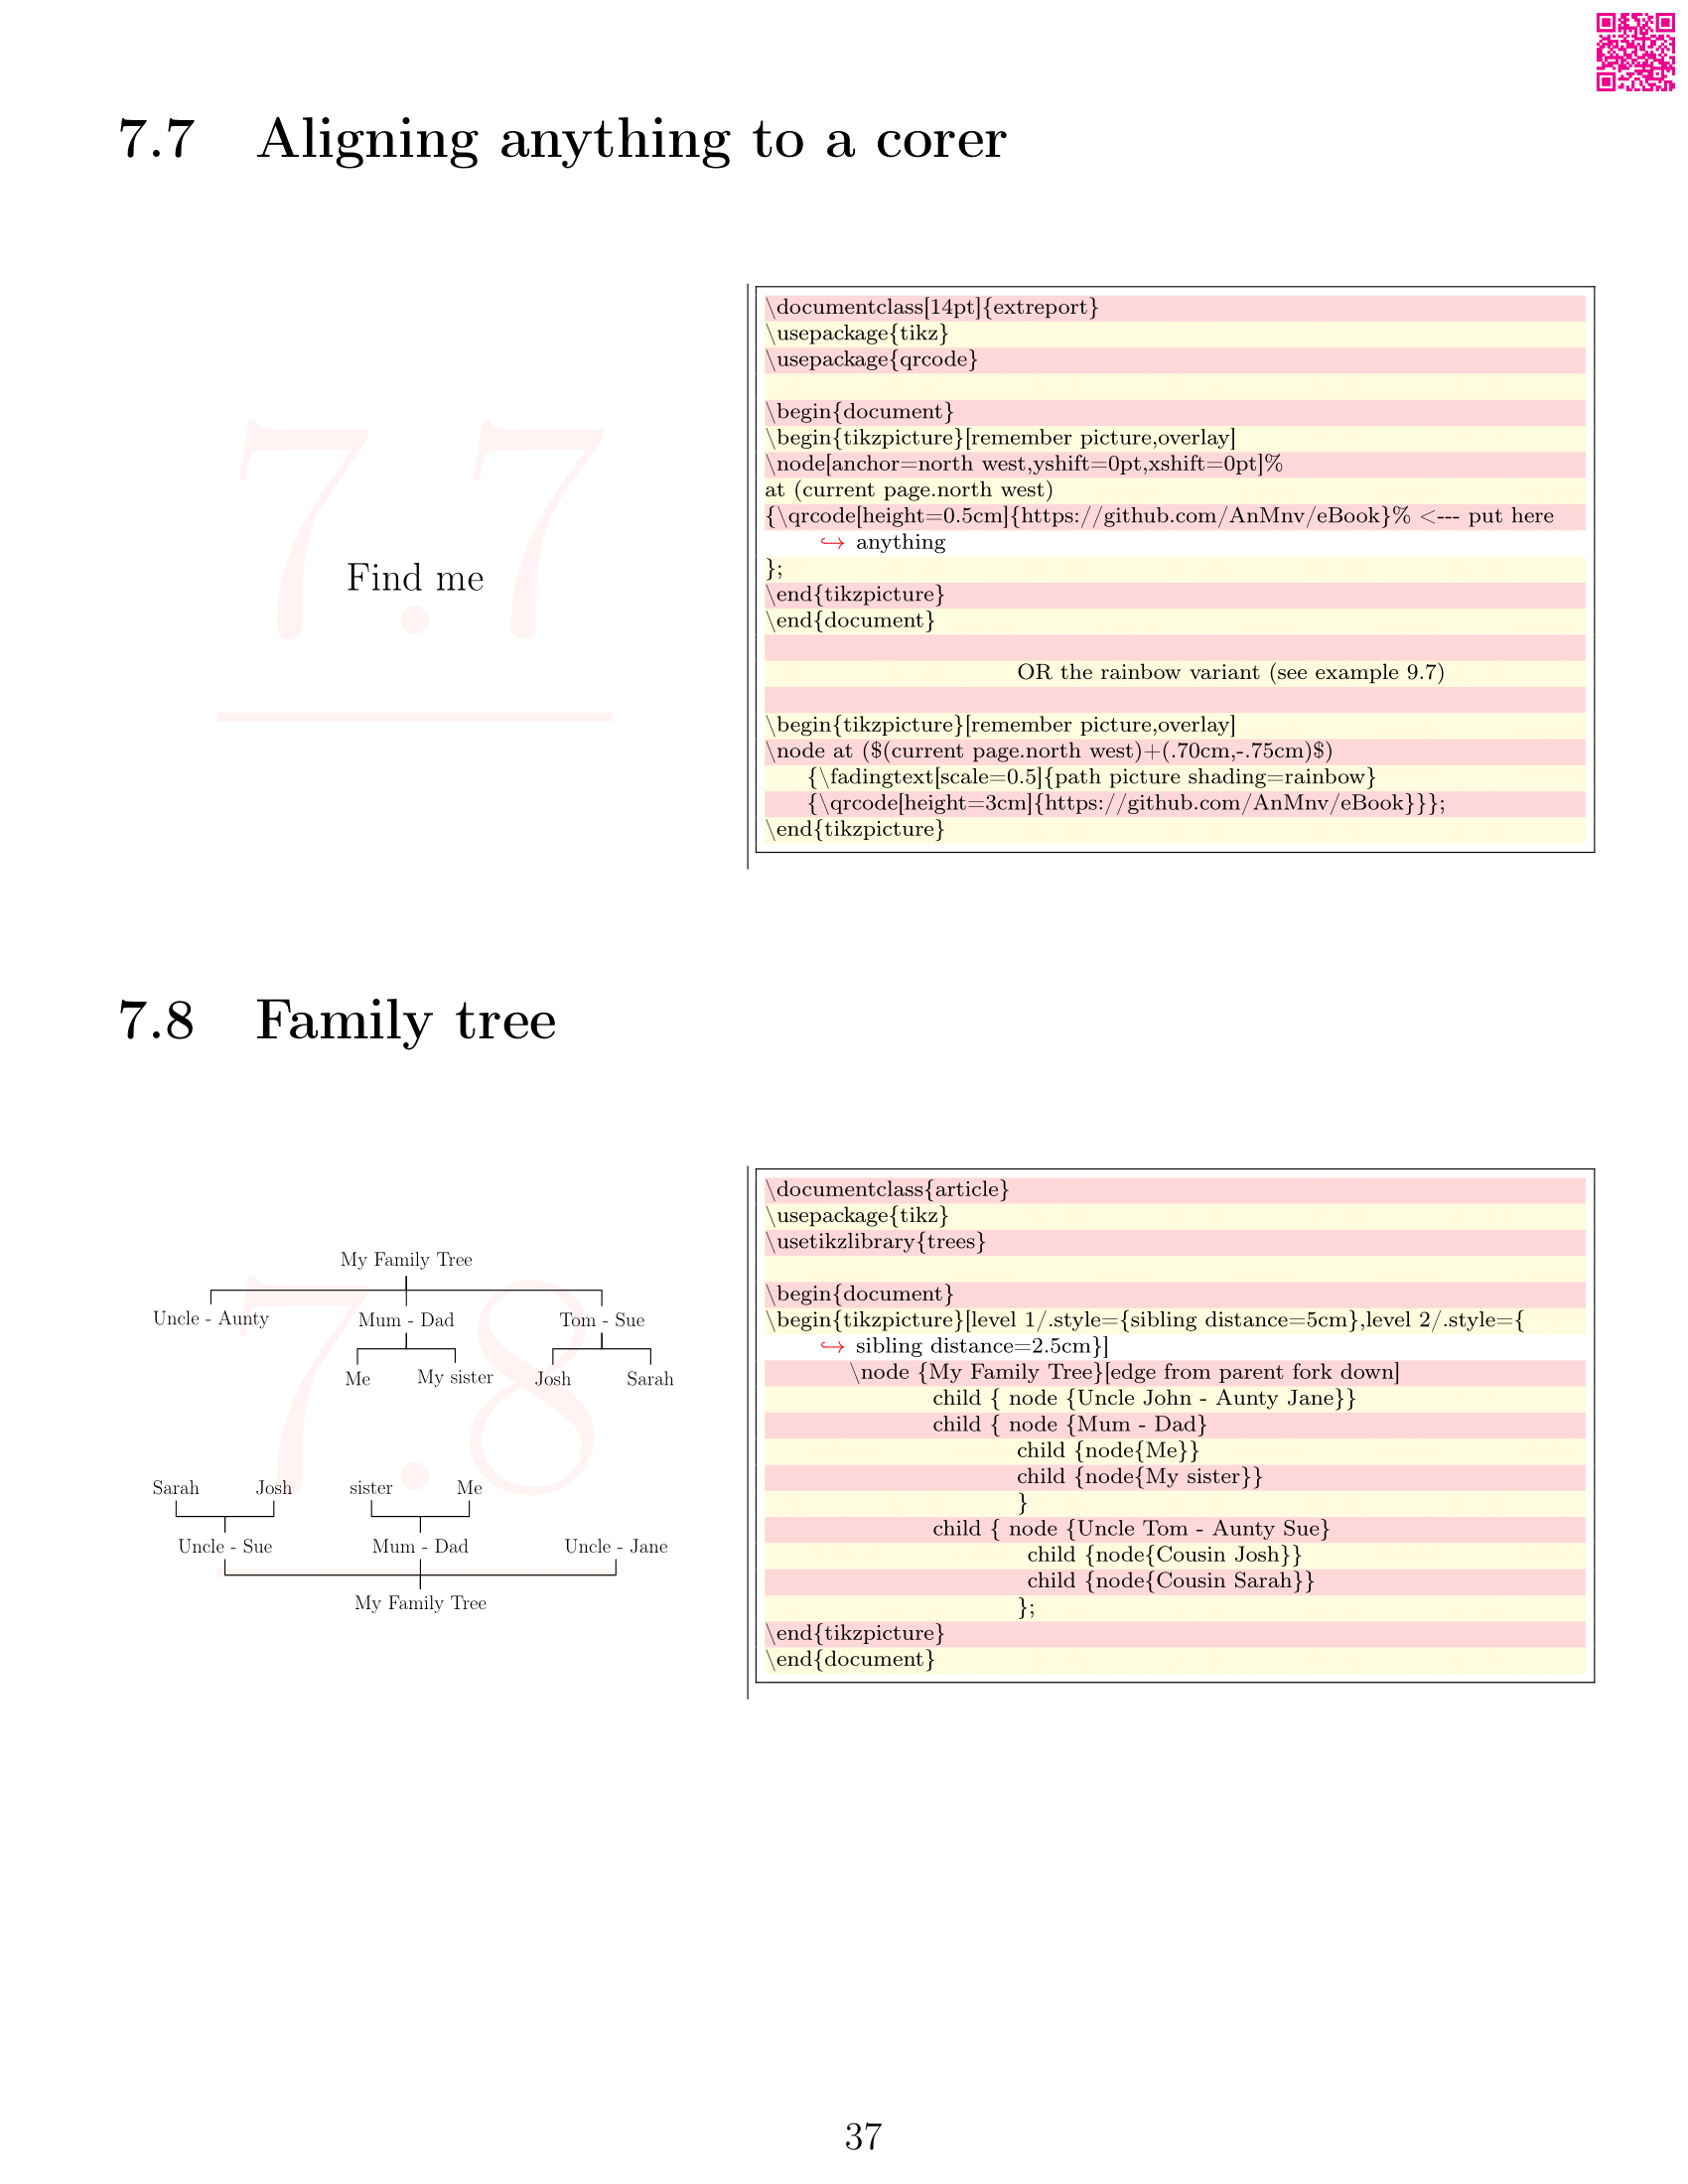 7.7 Aligning anything to a corer
7.7
Find me
\documentclass[14pt]{extreport}
\usepackage{tikz}
\usepackage{qrcode}
\begin{document}
\begin{tikzpicture}[remember picture,overlay]
\node[anchor=north west,yshift=0pt,xshift=0pt]%
at (current page.north west)
{\qrcode[height=0.5cm]{https://github.com/AnMnv/eBook}% <--- put here
↪ anything
};
\end{tikzpicture}
\end{document}
OR the rainbow variant (see example 9.7)
\begin{tikzpicture}[remember picture,overlay]
\node at ($(current page.north west)+(.70cm,-.75cm)$)
{\fadingtext[scale=0.5]{path picture shading=rainbow}
{\qrcode[height=3cm]{https://github.com/AnMnv/eBook}}};
\end{tikzpicture}
7.8 Family tree
7.8
My Family Tree
Uncle - Aunty Mum - Dad Tom - Sue
Me My sister Josh Sarah
Sarah Josh sister Me
Uncle - Sue Mum - Dad Uncle - Jane
My Family Tree
\documentclass{article}
\usepackage{tikz}
\usetikzlibrary{trees}
\begin{document}
\begin{tikzpicture}[level 1/.style={sibling distance=5cm},level 2/.style={
↪ sibling distance=2.5cm}]
\node {My Family Tree}[edge from parent fork down]
child { node {Uncle John - Aunty Jane}}
child { node {Mum - Dad}
child {node{Me}}
child {node{My sister}}
}
child { node {Uncle Tom - Aunty Sue}
child {node{Cousin Josh}}
child {node{Cousin Sarah}}
};
\end{tikzpicture}
\end{document}
37